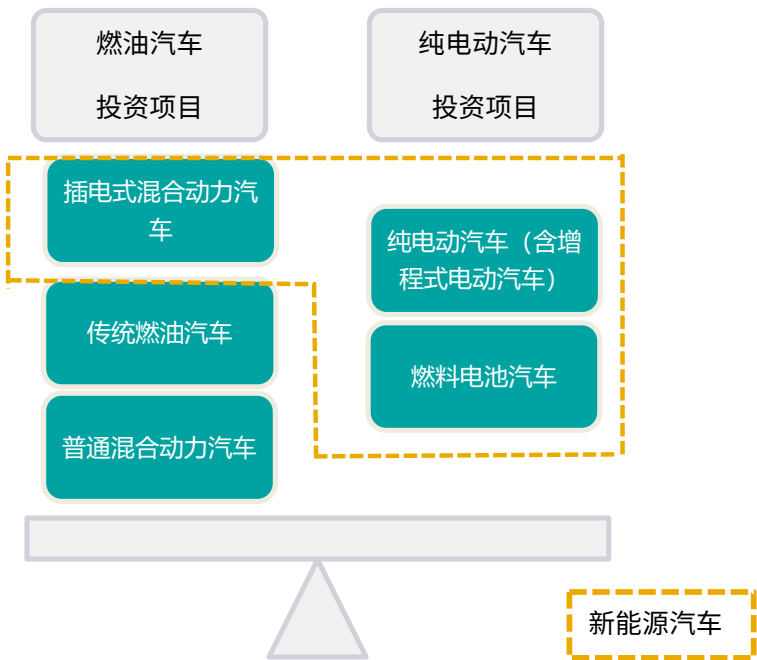 燃油汽车
投资项目
纯电动汽车
投资项目
插电式混合动力汽
车
传统燃油汽车
普通混合动力汽车
纯电动汽车（含增
程式电动汽车）
燃料电池汽车
新能源汽车